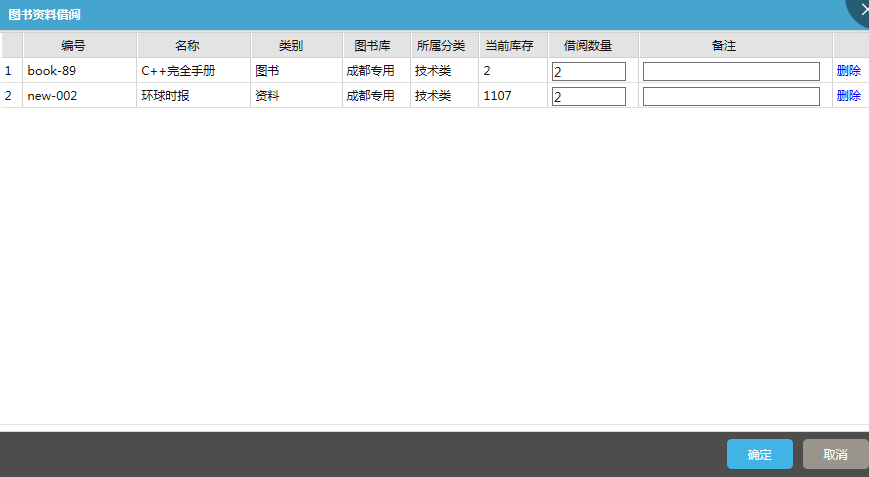 图书资料借阅
编号 名称 类别 图书库 所属分类 当前库存 借阅数量 备注
1 book-89 C++完全手册 图书 成都专用 技术类 2 2 删除
2 new-002 环球时报 资料 成都专用 技术类 1107 2 删除
确定 取消